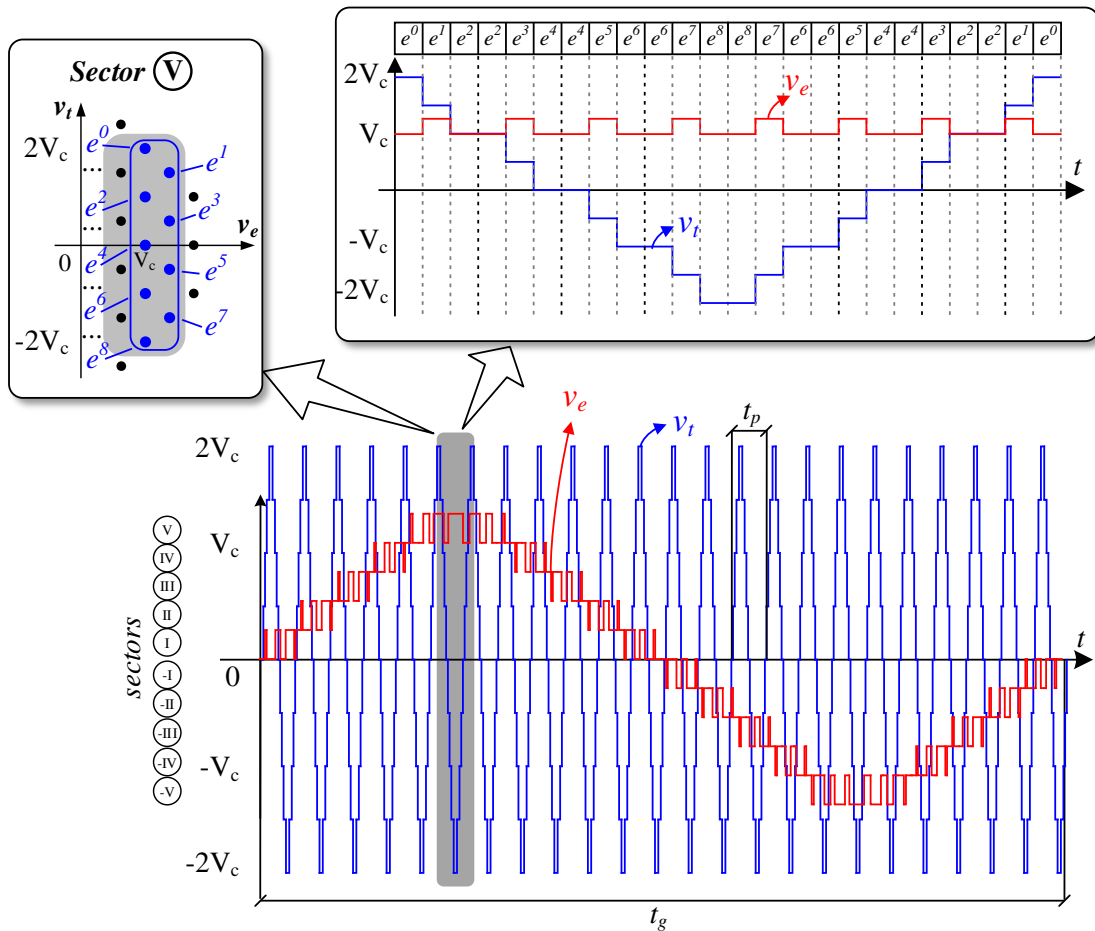 Sector V
v_t
2V_c
-2V_c
0
v_e
V_c
...
...
...
...
e^0
e^1
e^2
e^3
e^4
e^5
e^6
e^7
e^8
e^0 e^1 e^2 e^2 e^3 e^4 e^4 e^5 e^6 e^6 e^7 e^8 e^8 e^7 e^6 e^6 e^5 e^4 e^4 e^3 e^2 e^2 e^1 e^0
2V_c
V_c
-V_c
-2V_c
v_e
v_t
t
v_e
v_t
t_p
2V_c
V_c
0
-V_c
-2V_c
t
sectors
V
IV
III
II
I
-I
-II
-III
-IV
-V
t_g